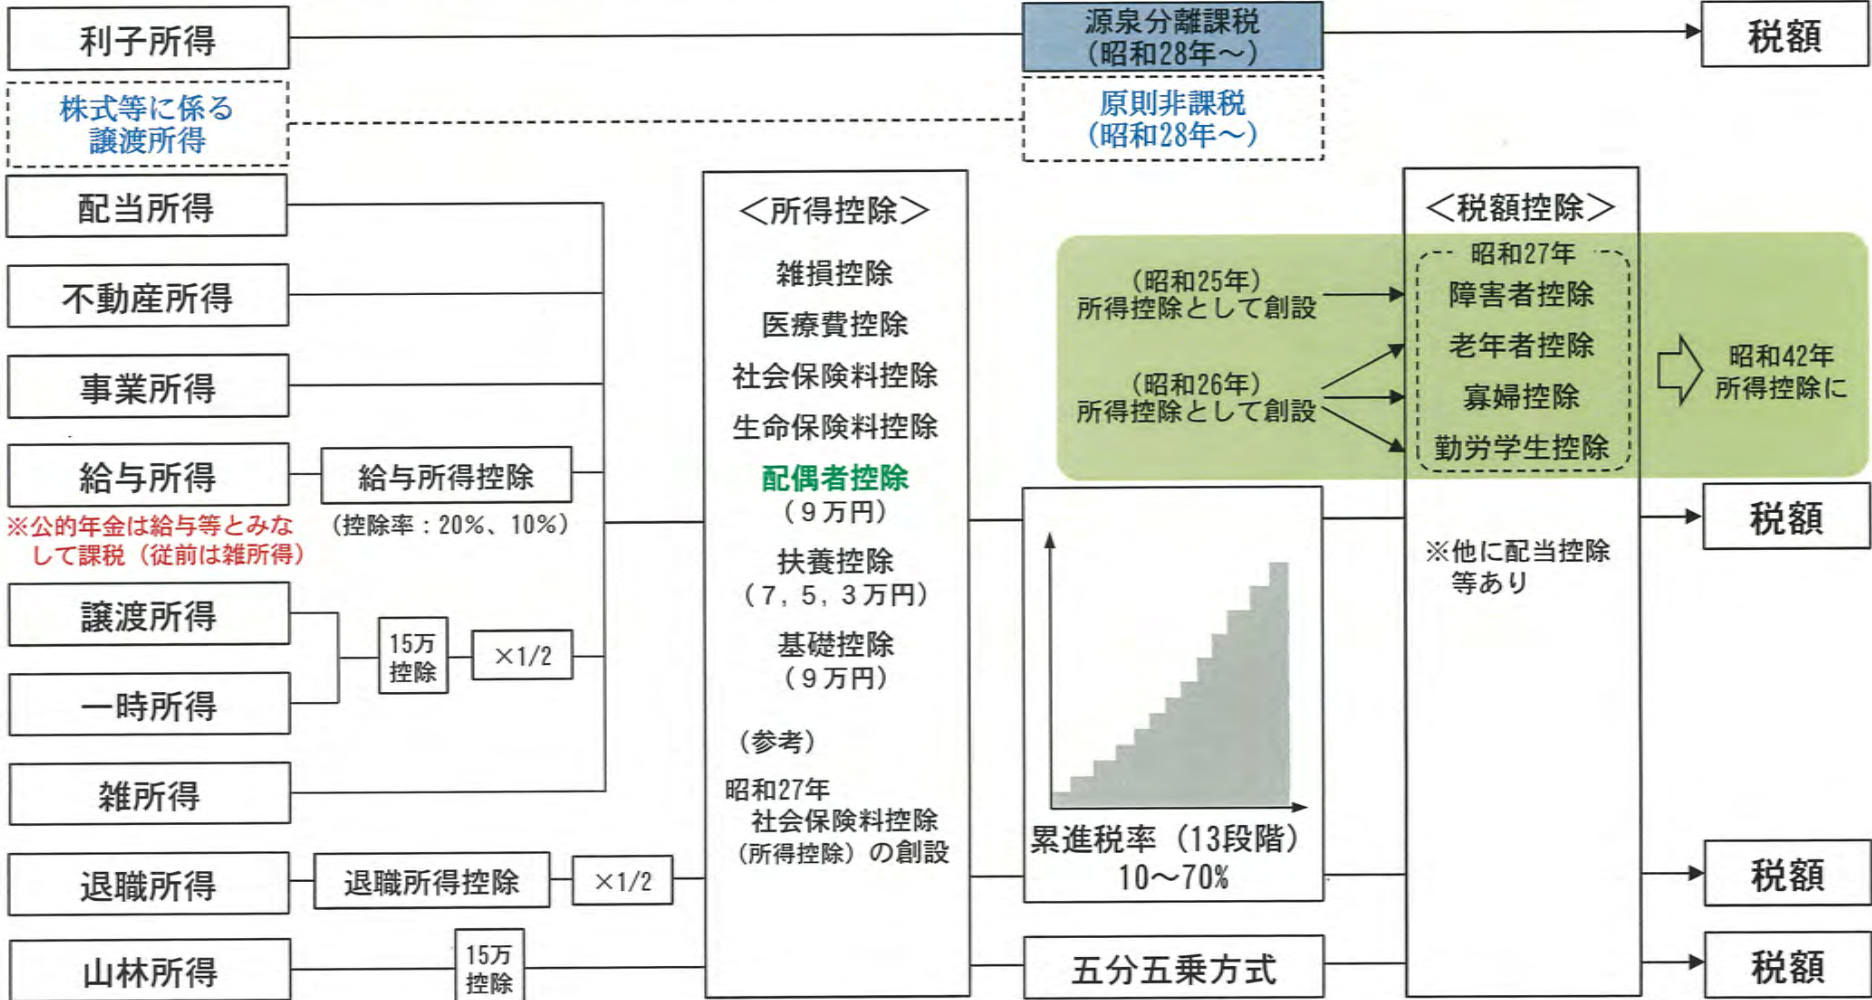 利子所得
源泉分離課税
(昭和28年～)
税額
株式等に係る
譲渡所得
原則非課税
(昭和28年～)
配当所得
不動産所得
事業所得
給与所得
給与所得控除
(控除率：20%、10%)
※公的年金は給与等とみな
して課税（従前は雑所得）
譲渡所得
一時所得
15万
控除
×1/2
雑所得
退職所得
退職所得控除
×1/2
山林所得
15万
控除
＜所得控除＞
雑損控除
医療費控除
社会保険料控除
生命保険料控除
配偶者控除
（９万円）
扶養控除
（７,５,３万円）
基礎控除
（９万円）
（参考）
昭和27年
社会保険料控除
（所得控除）の創設
累進税率（13段階）
10～70%
五分五乗方式
（昭和25年）
所得控除として創設
（昭和26年）
所得控除として創設
＜税額控除＞
昭和27年
障害者控除
老年者控除
寡婦控除
勤労学生控除
※他に配当控除
等あり
昭和42年
所得控除に
税額
税額
税額